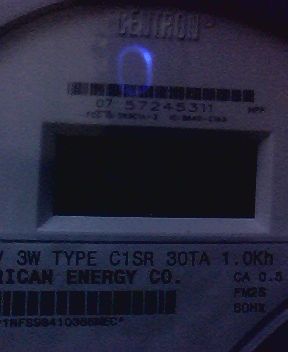 CENTRON
07 57245311
V 3W TYPE C1SR 30TA 1.0Kh
RICAN ENERGY CO.
CA 0.5
FM2S
60Hz